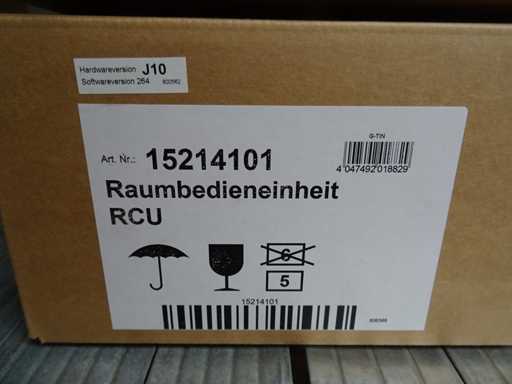 Hardwareversion J10
Softwareversion 264
G-TIN
Art. Nr.: 15214101
4 047492 018829
Raumbedieneinheit
RCU
6
5
15214101